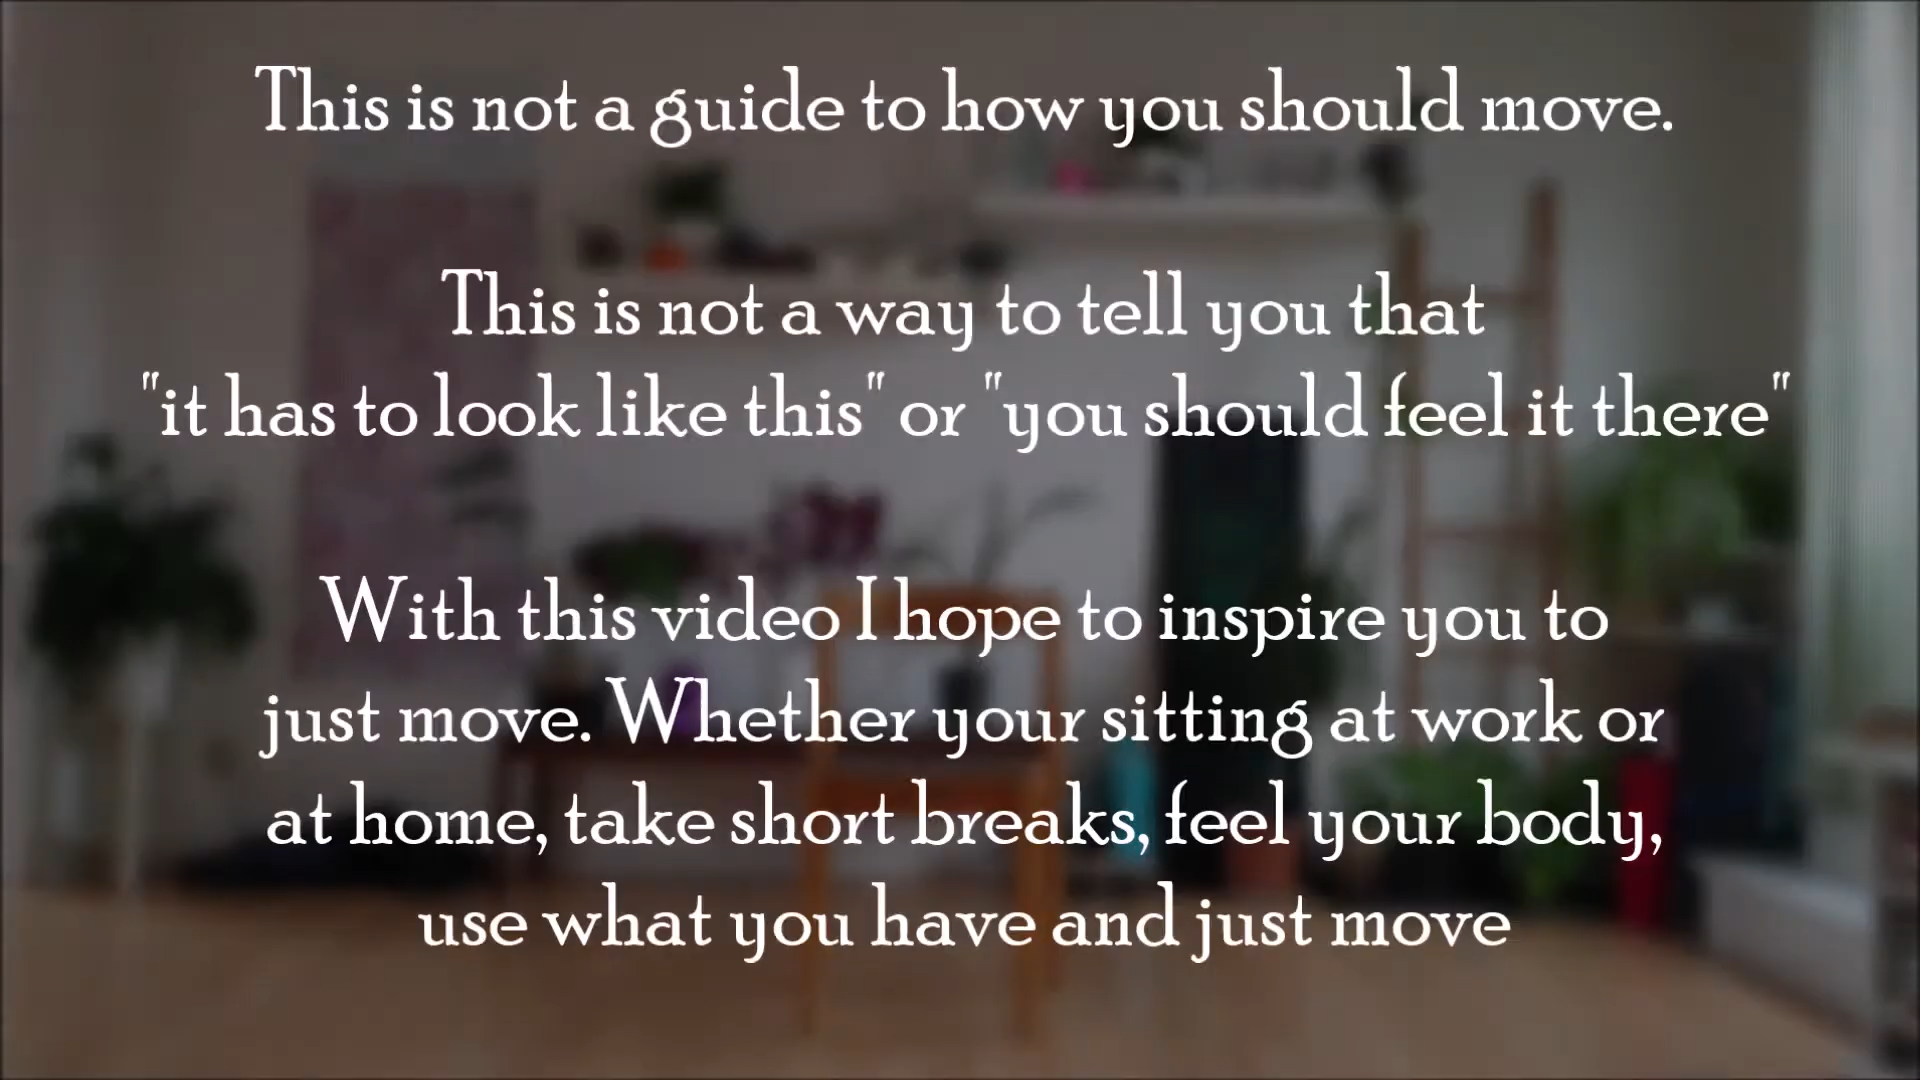 This is not a guide to how you should move.
This is not a way to tell you that
"it has to look like this" or "you should feel it there"
With this video I hope to inspire you to
just move. Whether your sitting at work or
at home, take short breaks, feel your body,
use what you have and just move